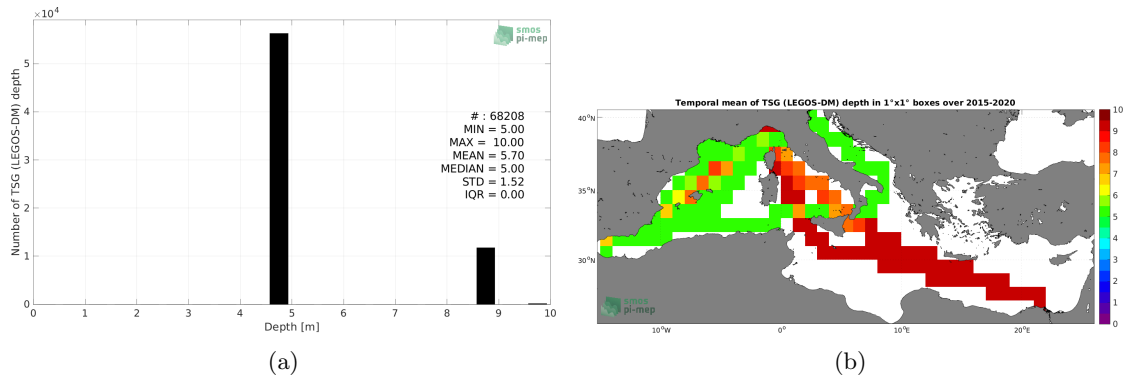 ×10⁴
smos
pi-mep
Number of TSG (LEGOS-DM) depth
5
4
3
2
1
0
# : 68208
MIN = 5.00
MAX = 10.00
MEAN = 5.70
MEDIAN = 5.00
STD = 1.52
IQR = 0.00
0 1 2 3 4 5 6 7 8 9 10
Depth [m]
(a)
Temporal mean of TSG (LEGOS-DM) depth in 1°x1° boxes over 2015-2020
40°N
35°N
30°N
10°W 0° 10°E 20°E
smos
pi-mep
10
9
8
7
6
5
4
3
2
1
0
(b)